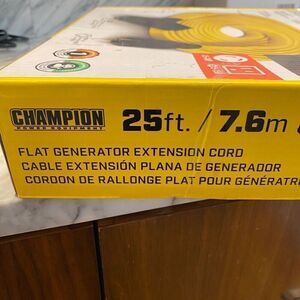 CHAMPION
POWER EQUIPMENT
25ft. / 7.6m
FLAT GENERATOR EXTENSION CORD
CABLE EXTENSIÓN PLANA DE GENERADOR
CORDON DE RALLONGE PLAT POUR GÉNÉRATR